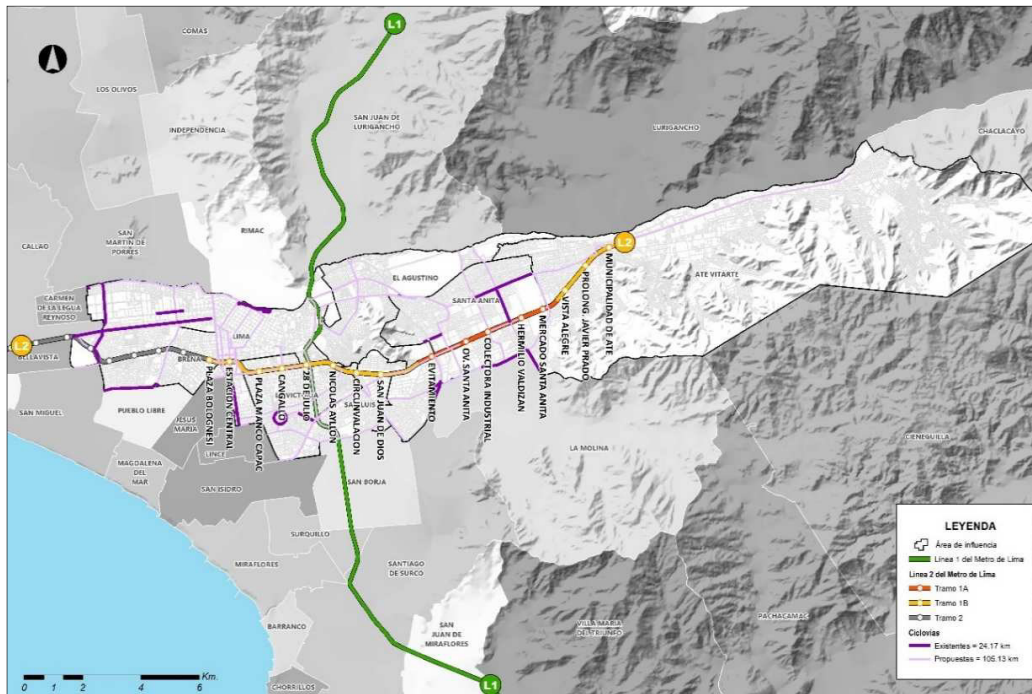 L1
COMAS
LOS OLIVOS
INDEPENDENCIA
SAN JUAN DE
LURIGANCHO
LURIGANCHO
CHACLACAYO
SAN
MARTIN DE
PORRES
RIMAC
CALLAO
L2
MUNICIPALIDAD DE ATE
PROLONG. JAVIER PRADO
VISTA ALEGRE
MERCADO SANTA ANITA
HERMILIO VALDIZAN
COLECTORA INDUSTRIAL
OV. SANTA ANITA
EVITAMIENTO
SAN JUAN DE DIOS
CIRCUNVALACION
NICOLAS AYLLON
28 DE JULIO
CANGALLO
PLAZA MANCO CAPAC
ESTACION CENTRAL
PLAZA BOLOGNESI
EL AGUSTINO
SANTA ANITA
ATE VITARTE
CARMEN
DE LA LEGUA
REYNOSO
LIMA
L2
BELLAVISTA
BREÑA
LA VICTORIA
SAN LUIS
SAN MIGUEL
PUEBLO LIBRE
JESUS
MARIA
LINCE
MAGDALENA
DEL
MAR
SAN ISIDRO
SAN BORJA
LA MOLINA
CIENEGUILLA
SURQUILLO
MIRAFLORES
SANTIAGO
DE SURCO
BARRANCO
CHORRILLOS
SAN
JUAN DE
MIRAFLORES
VILLA MARIA
DEL TRIUNFO
PACHACAMAC
L1
0 1 2 4 6 Km.
LEYENDA
Área de influencia
Línea 1 del Metro de Lima
Línea 2 del Metro de Lima
Tramo 1A
Tramo 1B
Tramo 2
Ciclovías
Existentes = 24.17 km
Propuestas = 105.13 km